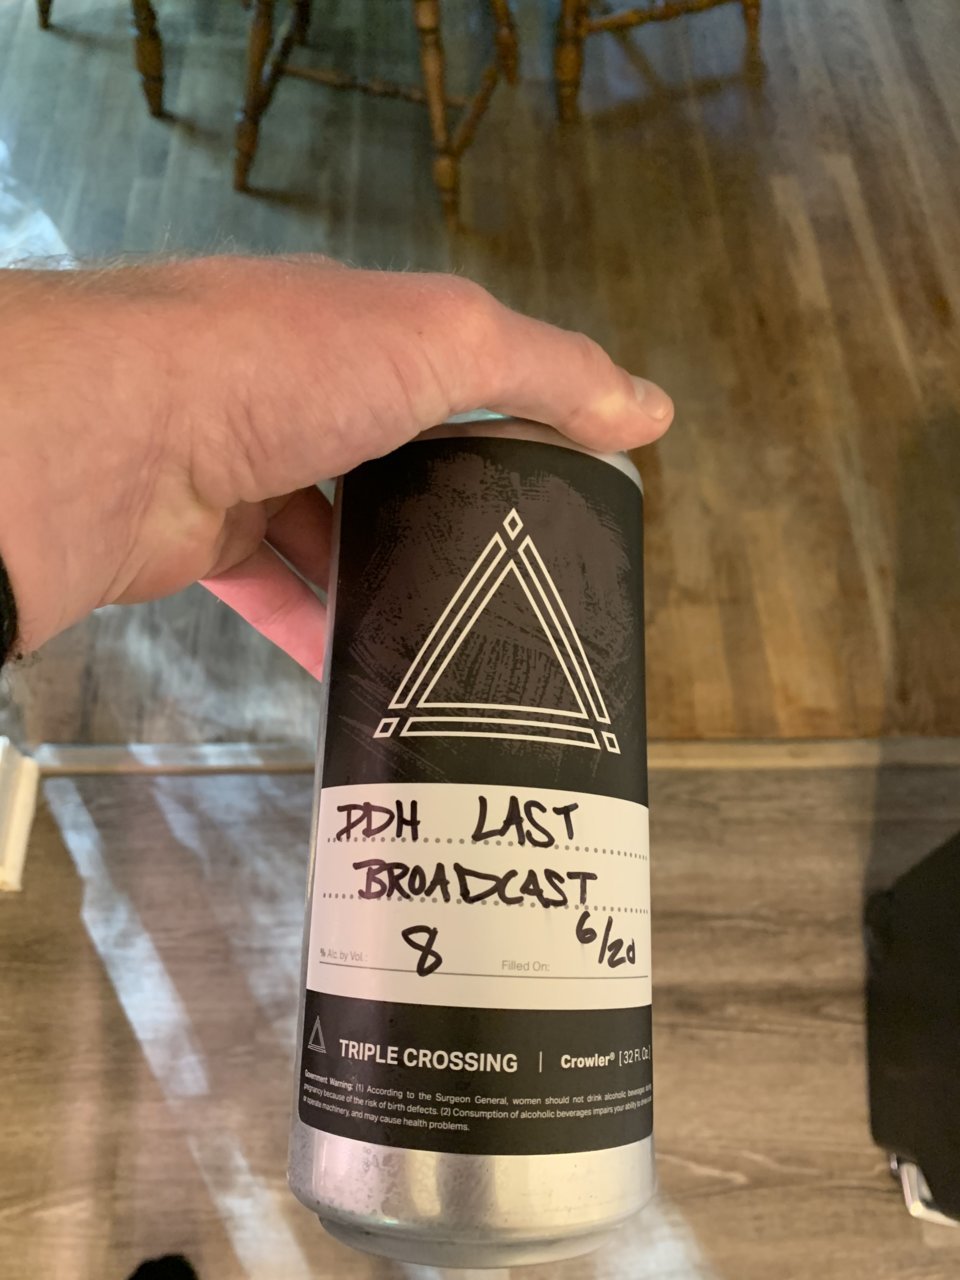 DDH LAST
BROADCAST
% Alc. by Vol.: 8 Filled On: 6/20
TRIPLE CROSSING | Crowler® [32 Fl. Oz.]
Government Warning: (1) According to the Surgeon General, women should not drink alcoholic beverages during
pregnancy because of the risk of birth defects. (2) Consumption of alcoholic beverages impairs your ability to drive a car
or operate machinery, and may cause health problems.